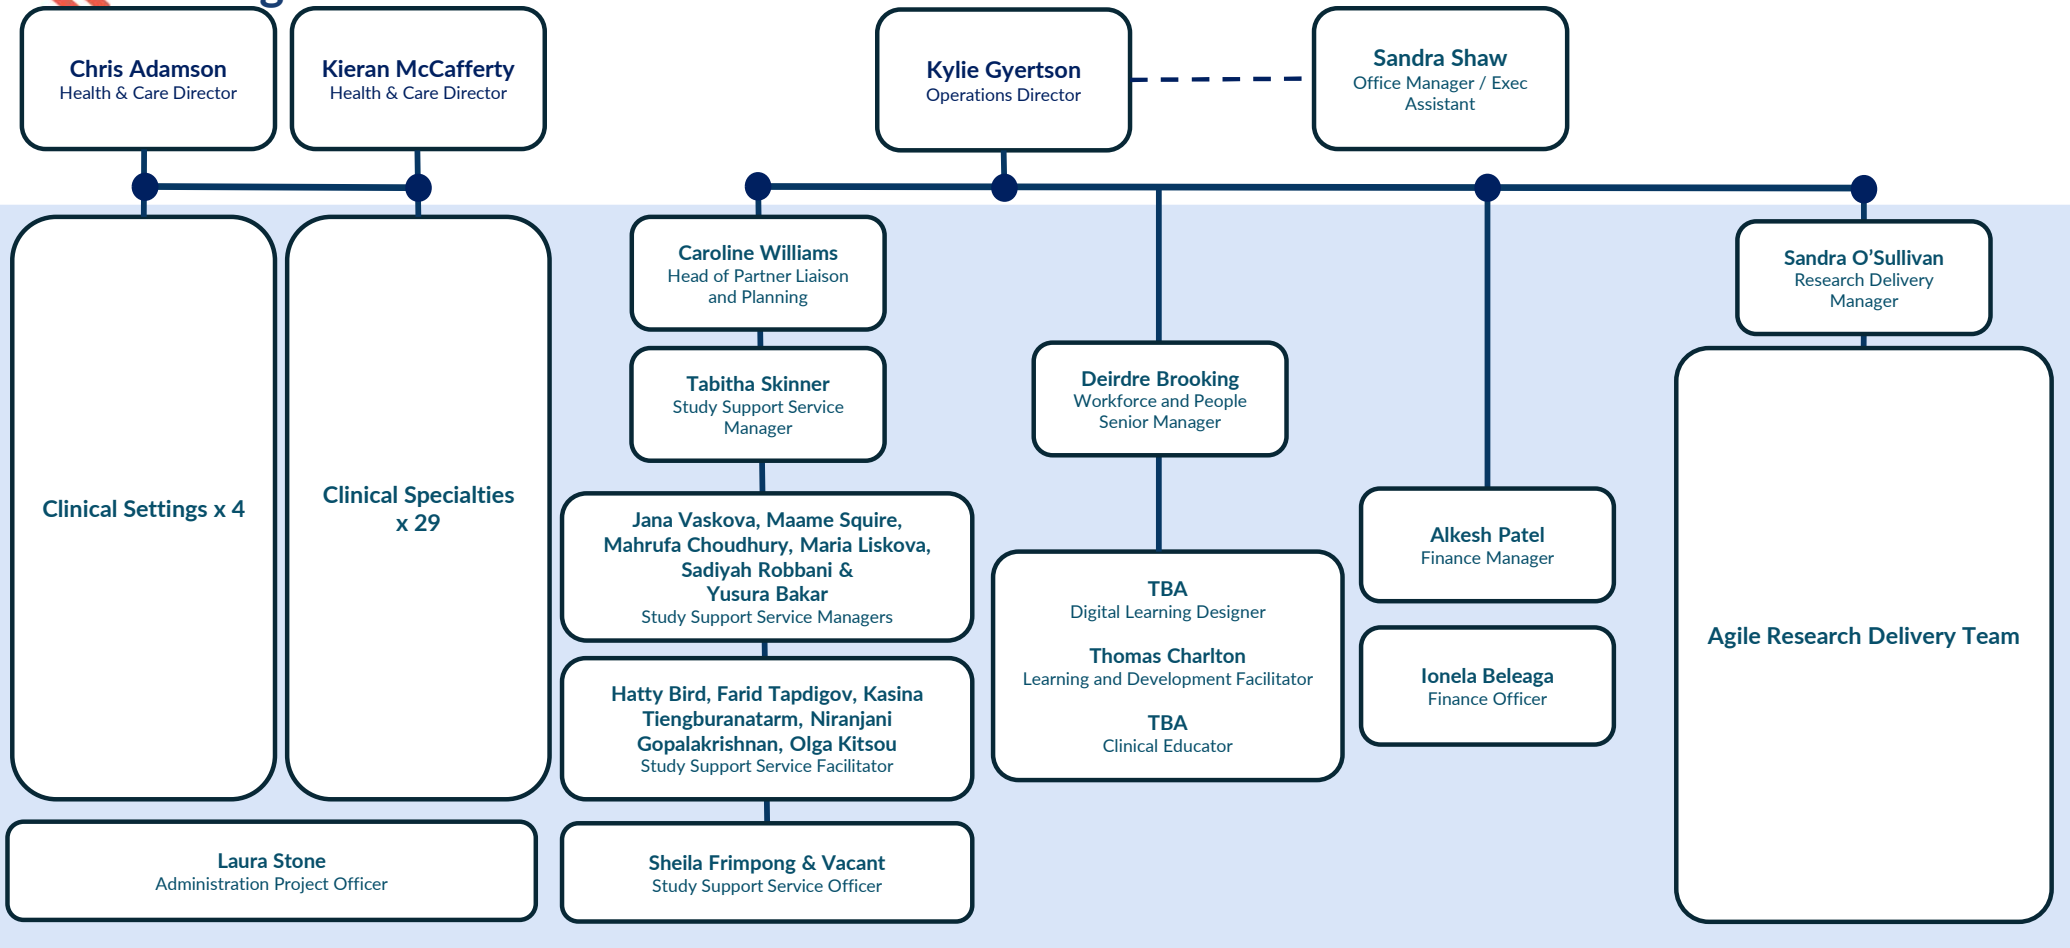 Chris Adamson
Health & Care Director
Kieran McCafferty
Health & Care Director
Kylie Gyertson
Operations Director
Sandra Shaw
Office Manager / Exec
Assistant
Clinical Settings x 4
Clinical Specialties
x 29
Laura Stone
Administration Project Officer
Caroline Williams
Head of Partner Liaison
and Planning
Tabitha Skinner
Study Support Service
Manager
Jana Vaskova, Maame Squire,
Mahrufa Choudhury, Maria Liskova,
Sadiyah Robbani &
Yusura Bakar
Study Support Service Managers
Hatty Bird, Farid Tapdigov, Kasina
Tiengburanatarm, Niranjani
Gopalakrishnan, Olga Kitsou
Study Support Service Facilitator
Sheila Frimpong & Vacant
Study Support Service Officer
Deirdre Brooking
Workforce and People
Senior Manager
TBA
Digital Learning Designer
Thomas Charlton
Learning and Development Facilitator
TBA
Clinical Educator
Alkesh Patel
Finance Manager
Ionela Beleaga
Finance Officer
Sandra O’Sullivan
Research Delivery
Manager
Agile Research Delivery Team